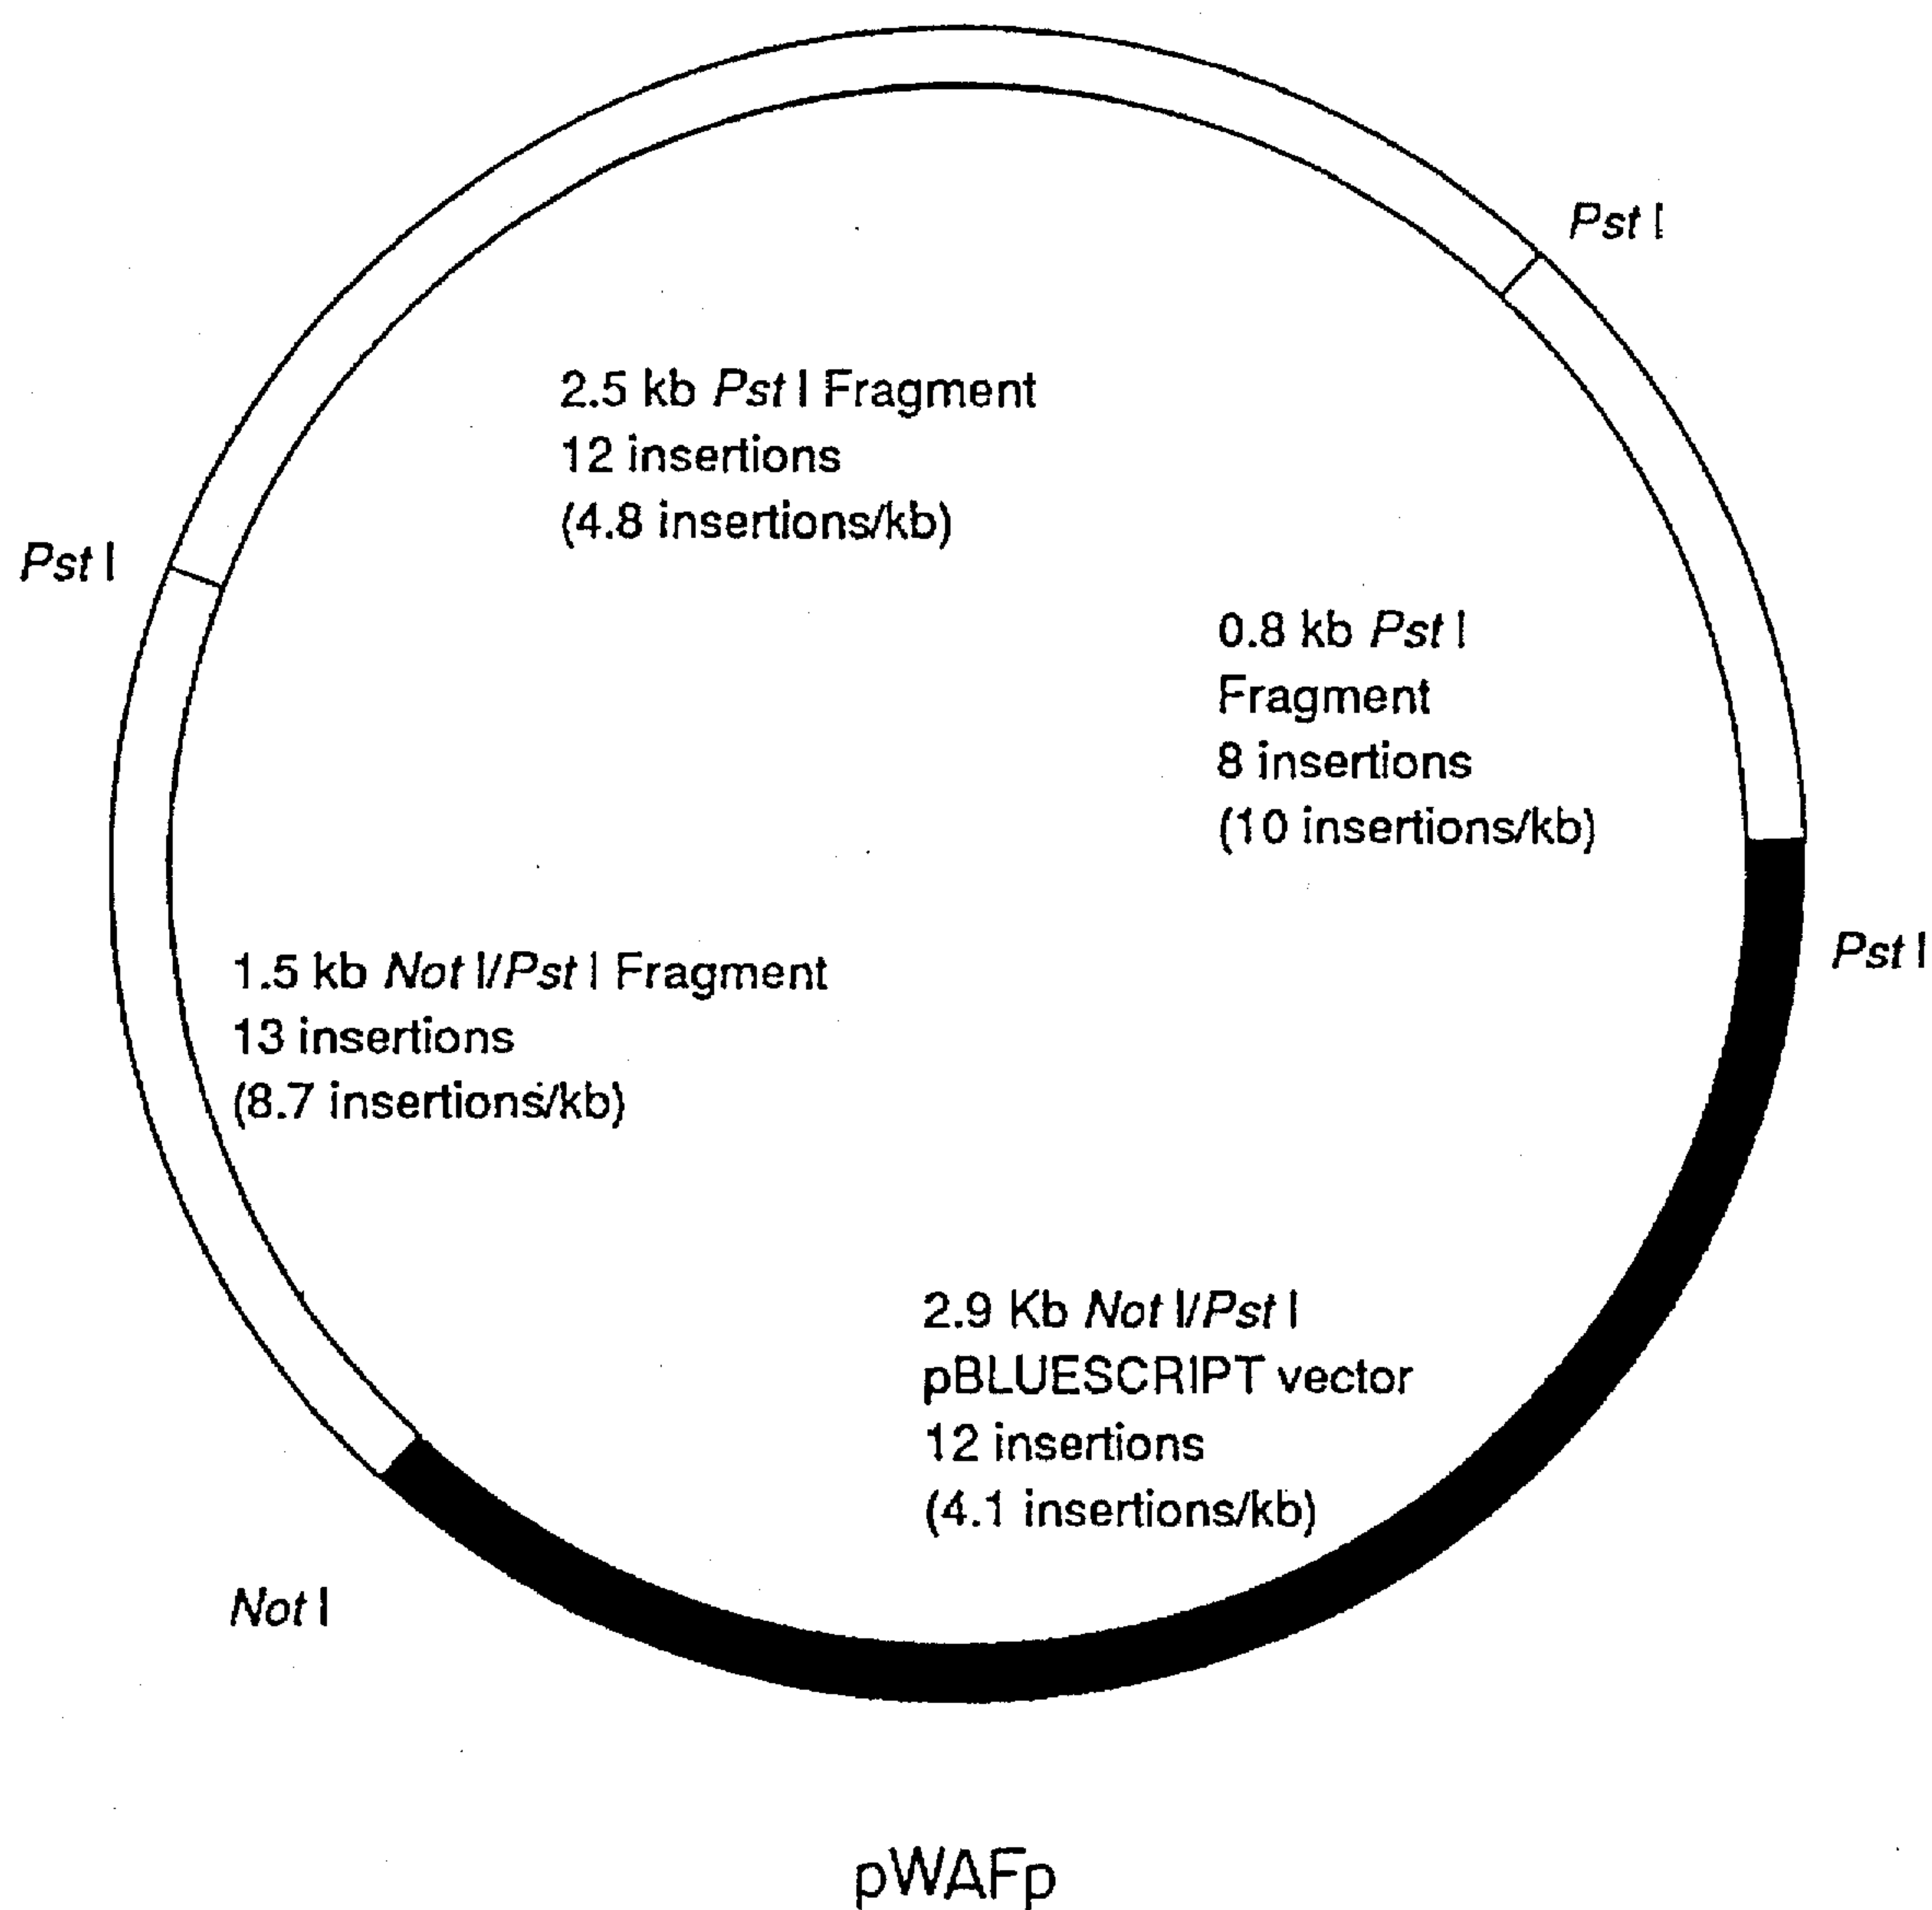 Pst I
2.5 kb Pst I Fragment
12 insertions
(4.8 insertions/kb)
Pst I
0.8 kb Pst I
Fragment
8 insertions
(10 insertions/kb)
Pst I
1.5 kb Not I/Pst I Fragment
13 insertions
(8.7 insertions/kb)
2.9 Kb Not I/Pst I
pBLUESCRIPT vector
12 insertions
(4.1 insertions/kb)
Not I
pWAFp